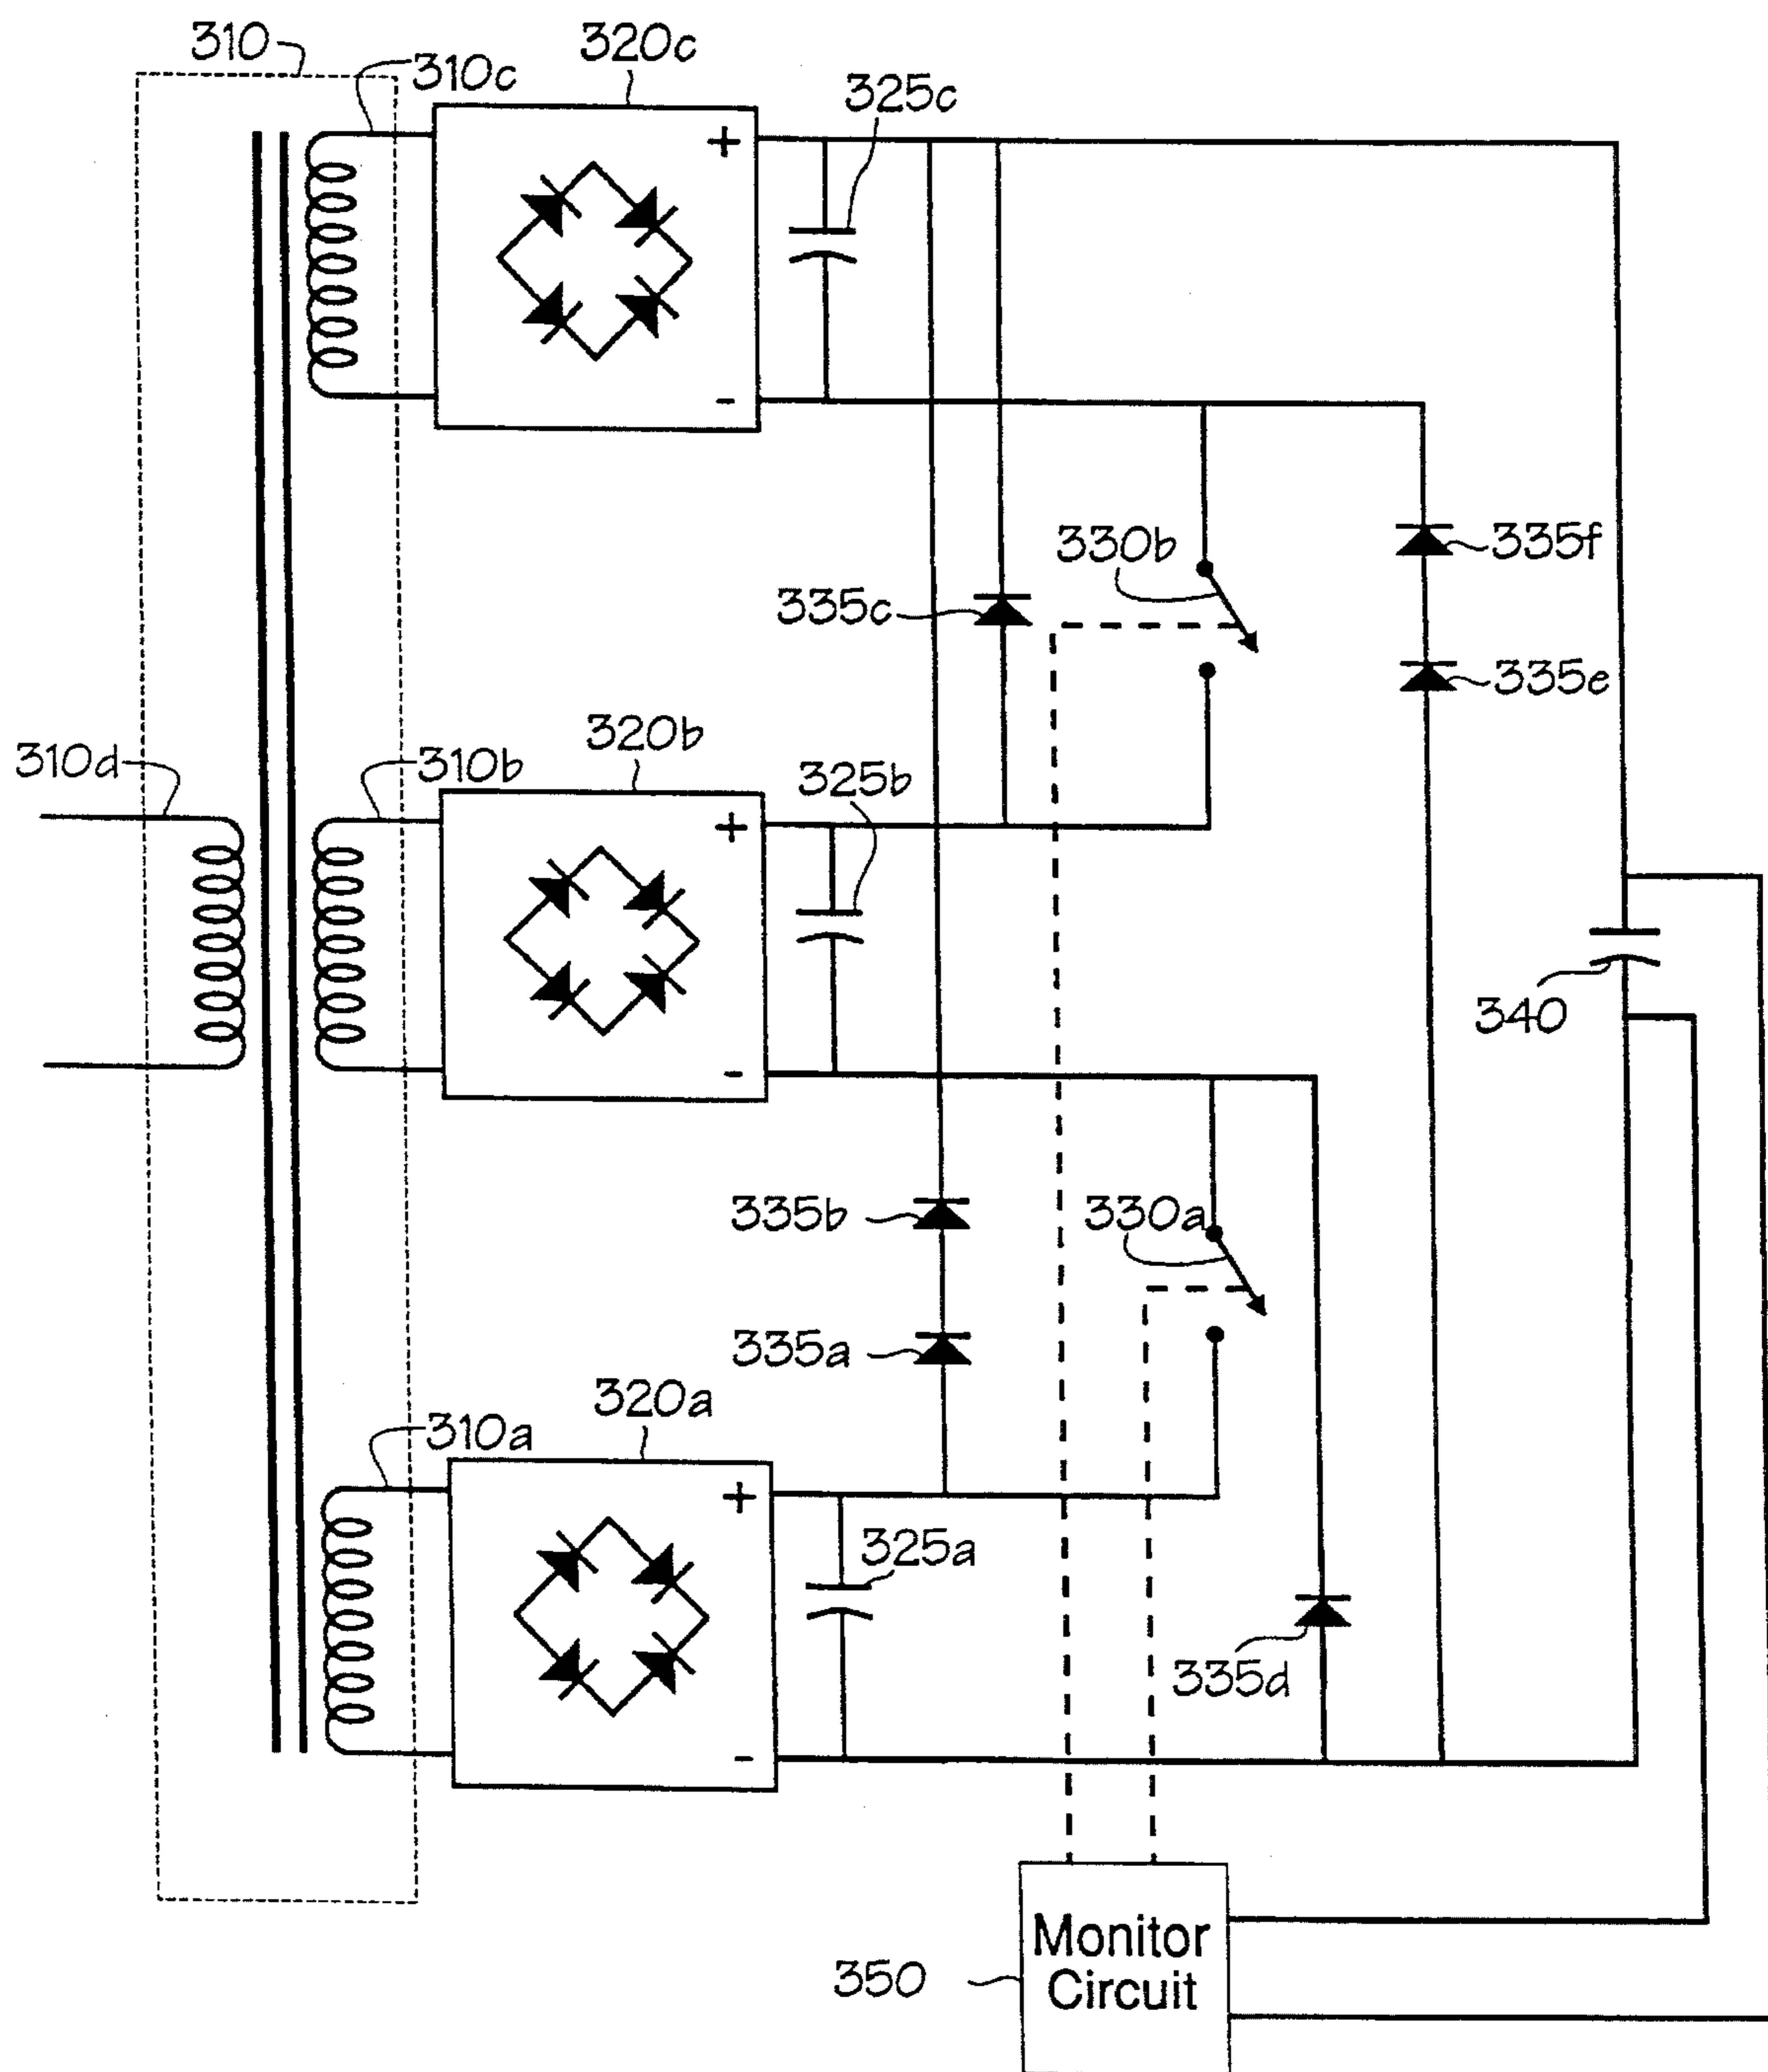 310
310c
320c
325c
+
-
330b
335f
335c
335e
310d
310b
320b
325b
+
-
340
335b
330a
335a
320a
310a
+
325a
335d
-
350
Monitor
Circuit